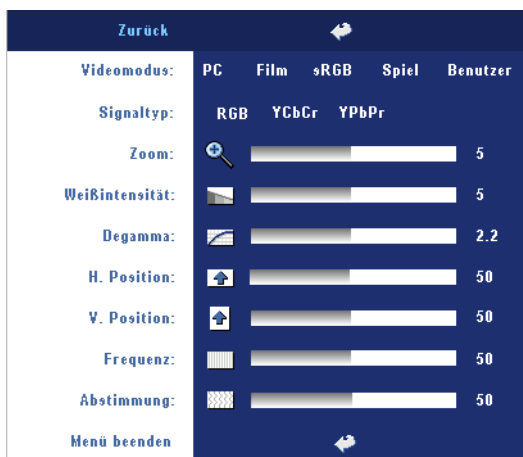 Zurück
Videomodus: PC Film sRGB Spiel Benutzer
Signaltyp: RGB YCbCr YPbPr
Zoom: 5
Weißintensität: 5
Degamma: 2.2
H. Position: 50
V. Position: 50
Frequenz: 50
Abstimmung: 50
Menü beenden